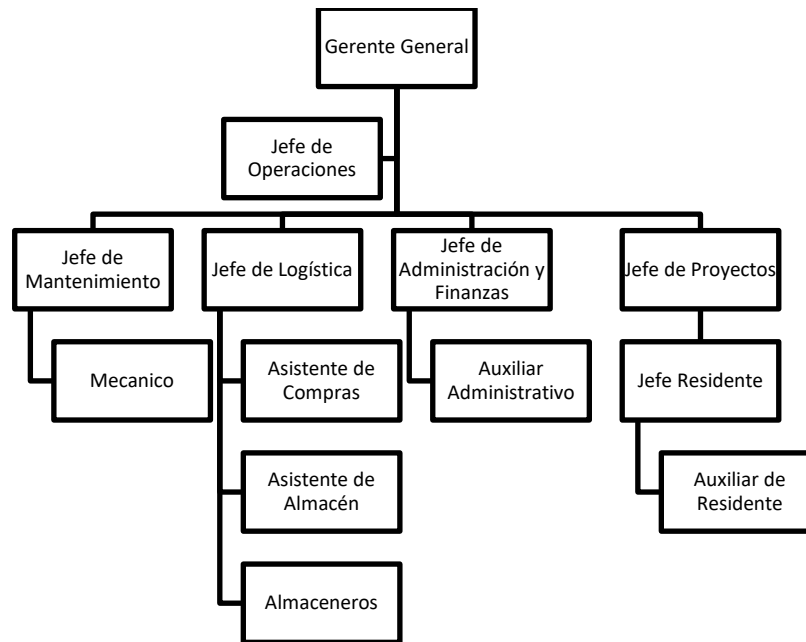 Gerente General
Jefe de
Operaciones
Jefe de
Mantenimiento
Jefe de Logística
Jefe de
Administración y
Finanzas
Jefe de Proyectos
Mecanico
Asistente de
Compras
Auxiliar
Administrativo
Jefe Residente
Asistente de
Almacén
Auxiliar de
Residente
Almaceneros